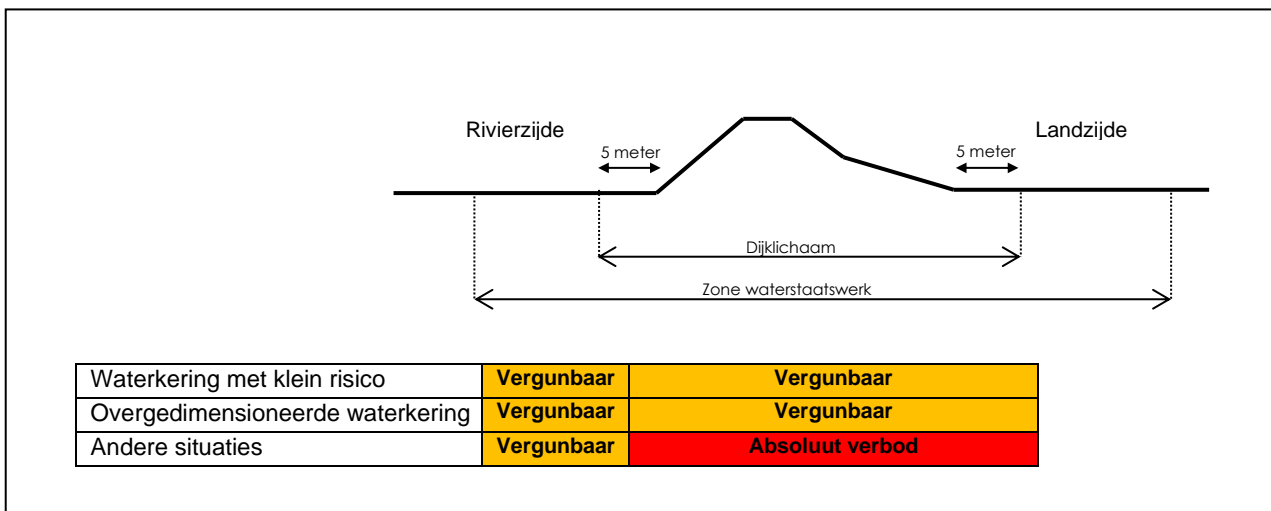 Rivierzijde
Landzijde
5 meter
5 meter
Dijklichaam
Zone waterstaatswerk
Waterkering met klein risico Vergunbaar Vergunbaar
Overgedimensioneerde waterkering Vergunbaar Vergunbaar
Andere situaties Vergunbaar Absoluut verbod